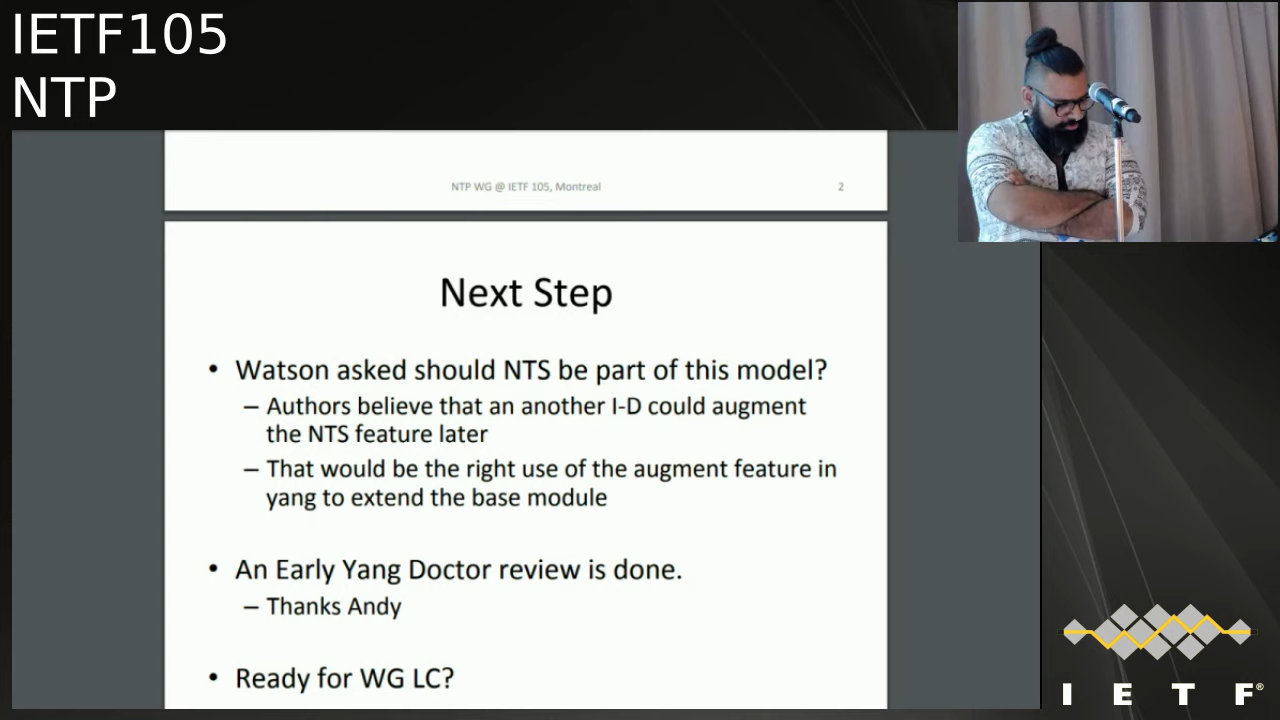 IETF105
NTP
NTP WG @ IETF 105, Montreal 2
Next Step
• Watson asked should NTS be part of this model?
– Authors believe that an another I-D could augment
the NTS feature later
– That would be the right use of the augment feature in
yang to extend the base module
• An Early Yang Doctor review is done.
– Thanks Andy
• Ready for WG LC?
I E T F®